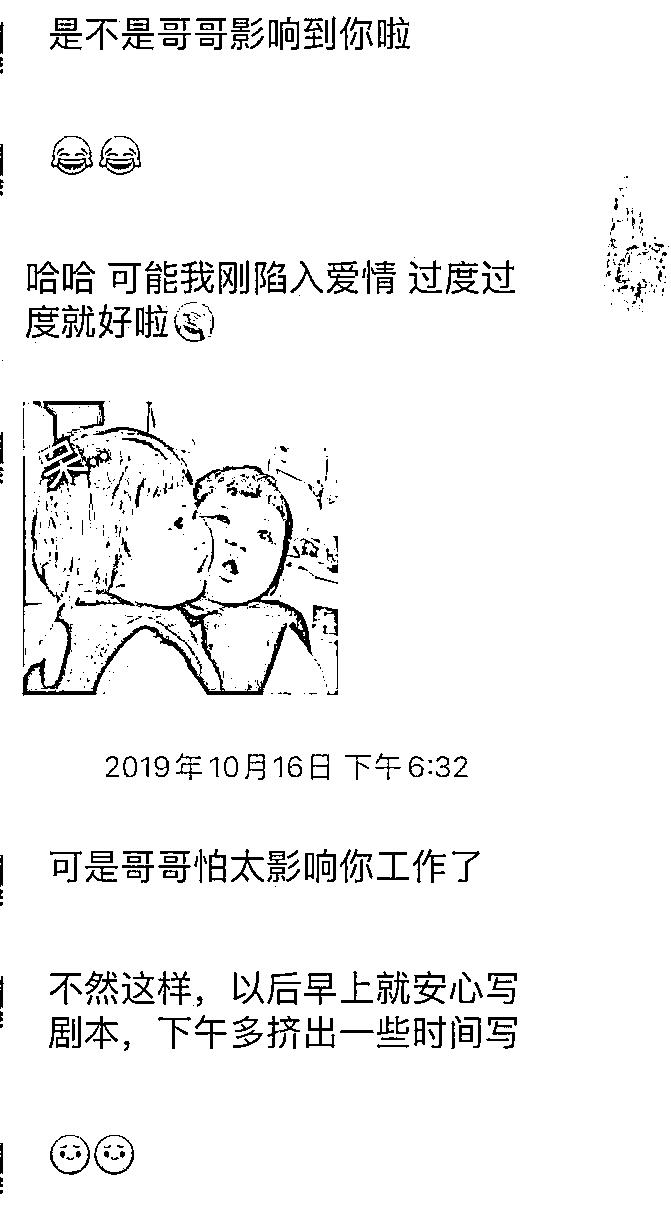 是不是哥哥影响到你啦
😂😂
哈哈 可能我刚陷入爱情 过度过
度就好啦
呆
2019年10月16日 下午6:32
可是哥哥怕太影响你工作了
不然这样，以后早上就安心写
剧本，下午多挤出一些时间写
☺️☺️